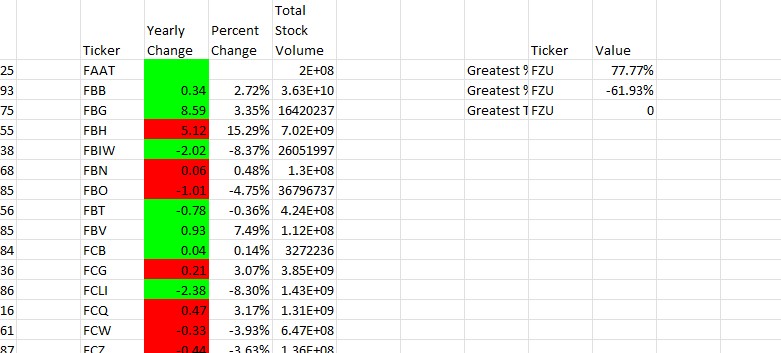 Total
Yearly Percent Stock
Ticker Change Change Volume Ticker Value
25 FAAT 2E+08 Greatest % FZU 77.77%
93 FBB 0.34 2.72% 3.63E+10 Greatest % FZU -61.93%
75 FBG 8.59 3.35% 16420237 Greatest T FZU 0
55 FBH 5.12 15.29% 7.02E+09
38 FBIW -2.02 -8.37% 26051997
68 FBN 0.06 0.48% 1.3E+08
85 FBO -1.01 -4.75% 36796737
56 FBT -0.78 -0.36% 4.24E+08
85 FBV 0.93 7.49% 1.12E+08
84 FCB 0.04 0.14% 3272236
36 FCG 0.21 3.07% 3.85E+09
86 FCLI -2.38 -8.30% 1.43E+09
16 FCQ 0.47 3.17% 1.31E+09
61 FCW -0.33 -3.93% 6.47E+08
87 FCZ -0.44 -3.63% 1.36E+08